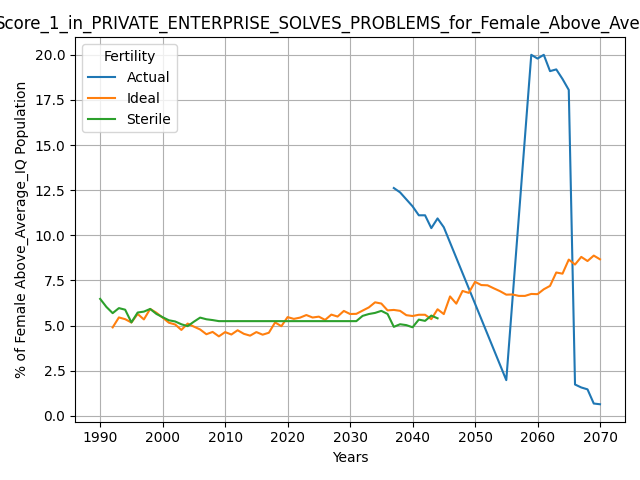 Score_1_in_PRIVATE_ENTERPRISE_SOLVES_PROBLEMS_for_Female_Above_Ave
Fertility
Actual
Ideal
Sterile
% of Female Above_Average_IQ Population
20.0
17.5
15.0
12.5
10.0
7.5
5.0
2.5
0.0
1990 2000 2010 2020 2030 2040 2050 2060 2070
Years